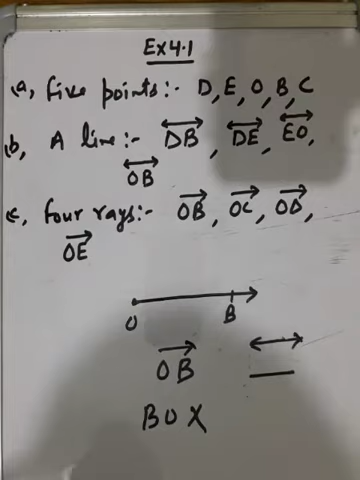 Ex 4.1
(a, five points:- D, E, O, B, C
(b, A line:- DB, DE, EO,
OB
(c, four rays:- OB, OC, OD,
OE
O B
OB
BOX